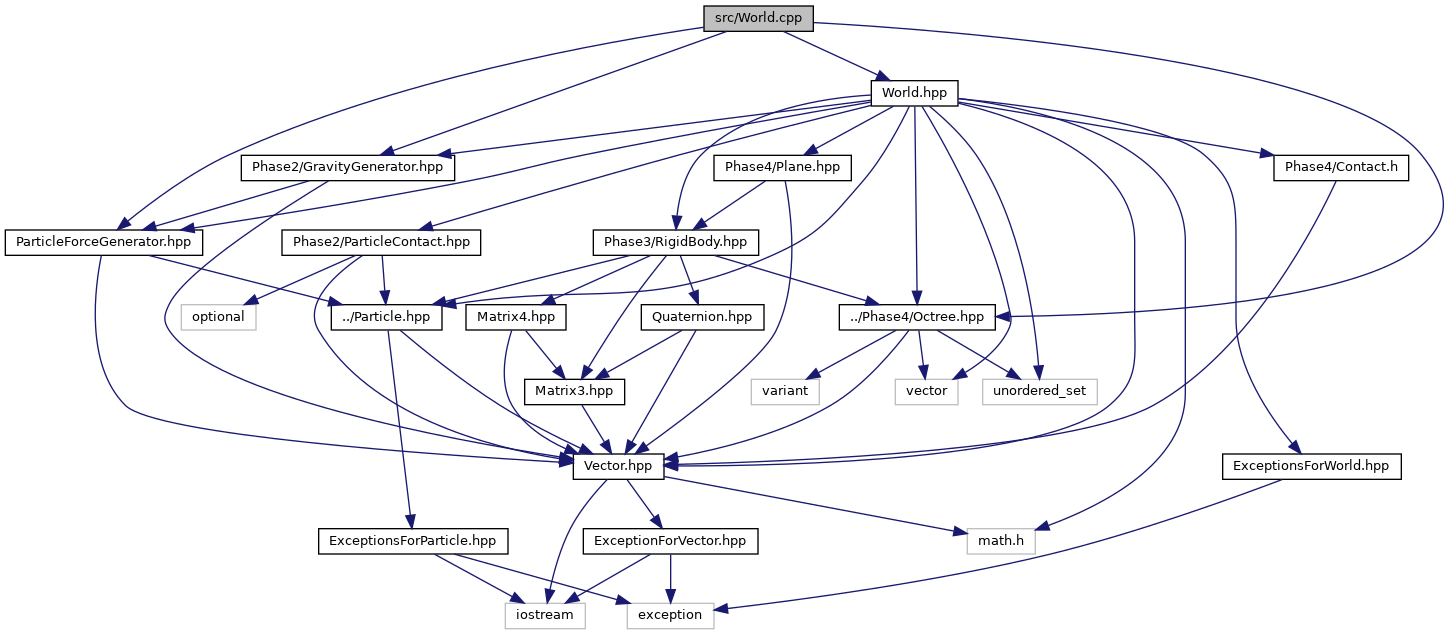 src/World.cpp
World.hpp
Phase2/GravityGenerator.hpp
Phase4/Plane.hpp
Phase4/Contact.h
ParticleForceGenerator.hpp
Phase2/ParticleContact.hpp
Phase3/RigidBody.hpp
optional
../Particle.hpp
Matrix4.hpp
Quaternion.hpp
../Phase4/Octree.hpp
Matrix3.hpp
variant
vector
unordered_set
Vector.hpp
ExceptionsForWorld.hpp
ExceptionsForParticle.hpp
ExceptionForVector.hpp
math.h
iostream
exception